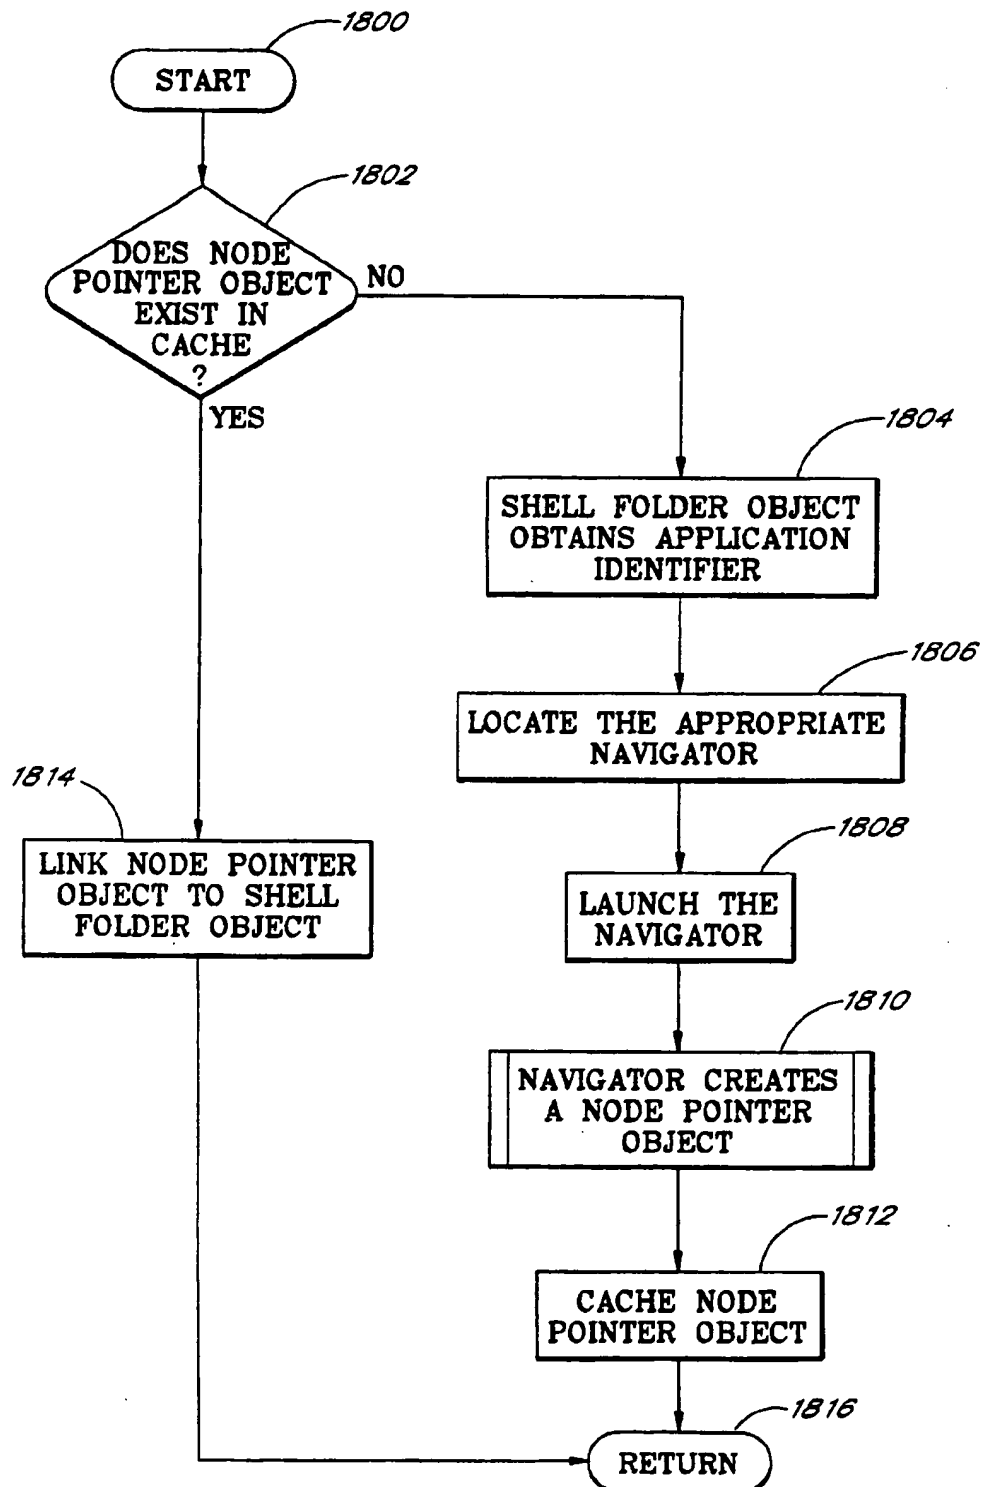 1800
START
1802
DOES NODE
POINTER OBJECT
EXIST IN
CACHE
?
NO
YES
1804
SHELL FOLDER OBJECT
OBTAINS APPLICATION
IDENTIFIER
1806
LOCATE THE APPROPRIATE
NAVIGATOR
1814
LINK NODE POINTER
OBJECT TO SHELL
FOLDER OBJECT
1808
LAUNCH THE
NAVIGATOR
1810
NAVIGATOR CREATES
A NODE POINTER
OBJECT
1812
CACHE NODE
POINTER OBJECT
1816
RETURN